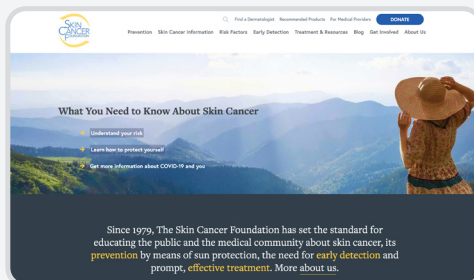 Find a Dermatologist Recommended Products For Medical Providers DONATE
SKIN
CANCER
FOUNDATION
Prevention Skin Cancer Information Risk Factors Early Detection Treatment & Resources Blog Get Involved About Us
What You Need to Know About Skin Cancer
Understand your risk
Learn how to protect yourself
Get more information about COVID-19 and you
Since 1979, The Skin Cancer Foundation has set the standard for
educating the public and the medical community about skin cancer, its
prevention by means of sun protection, the need for early detection and
prompt, effective treatment. More about us.